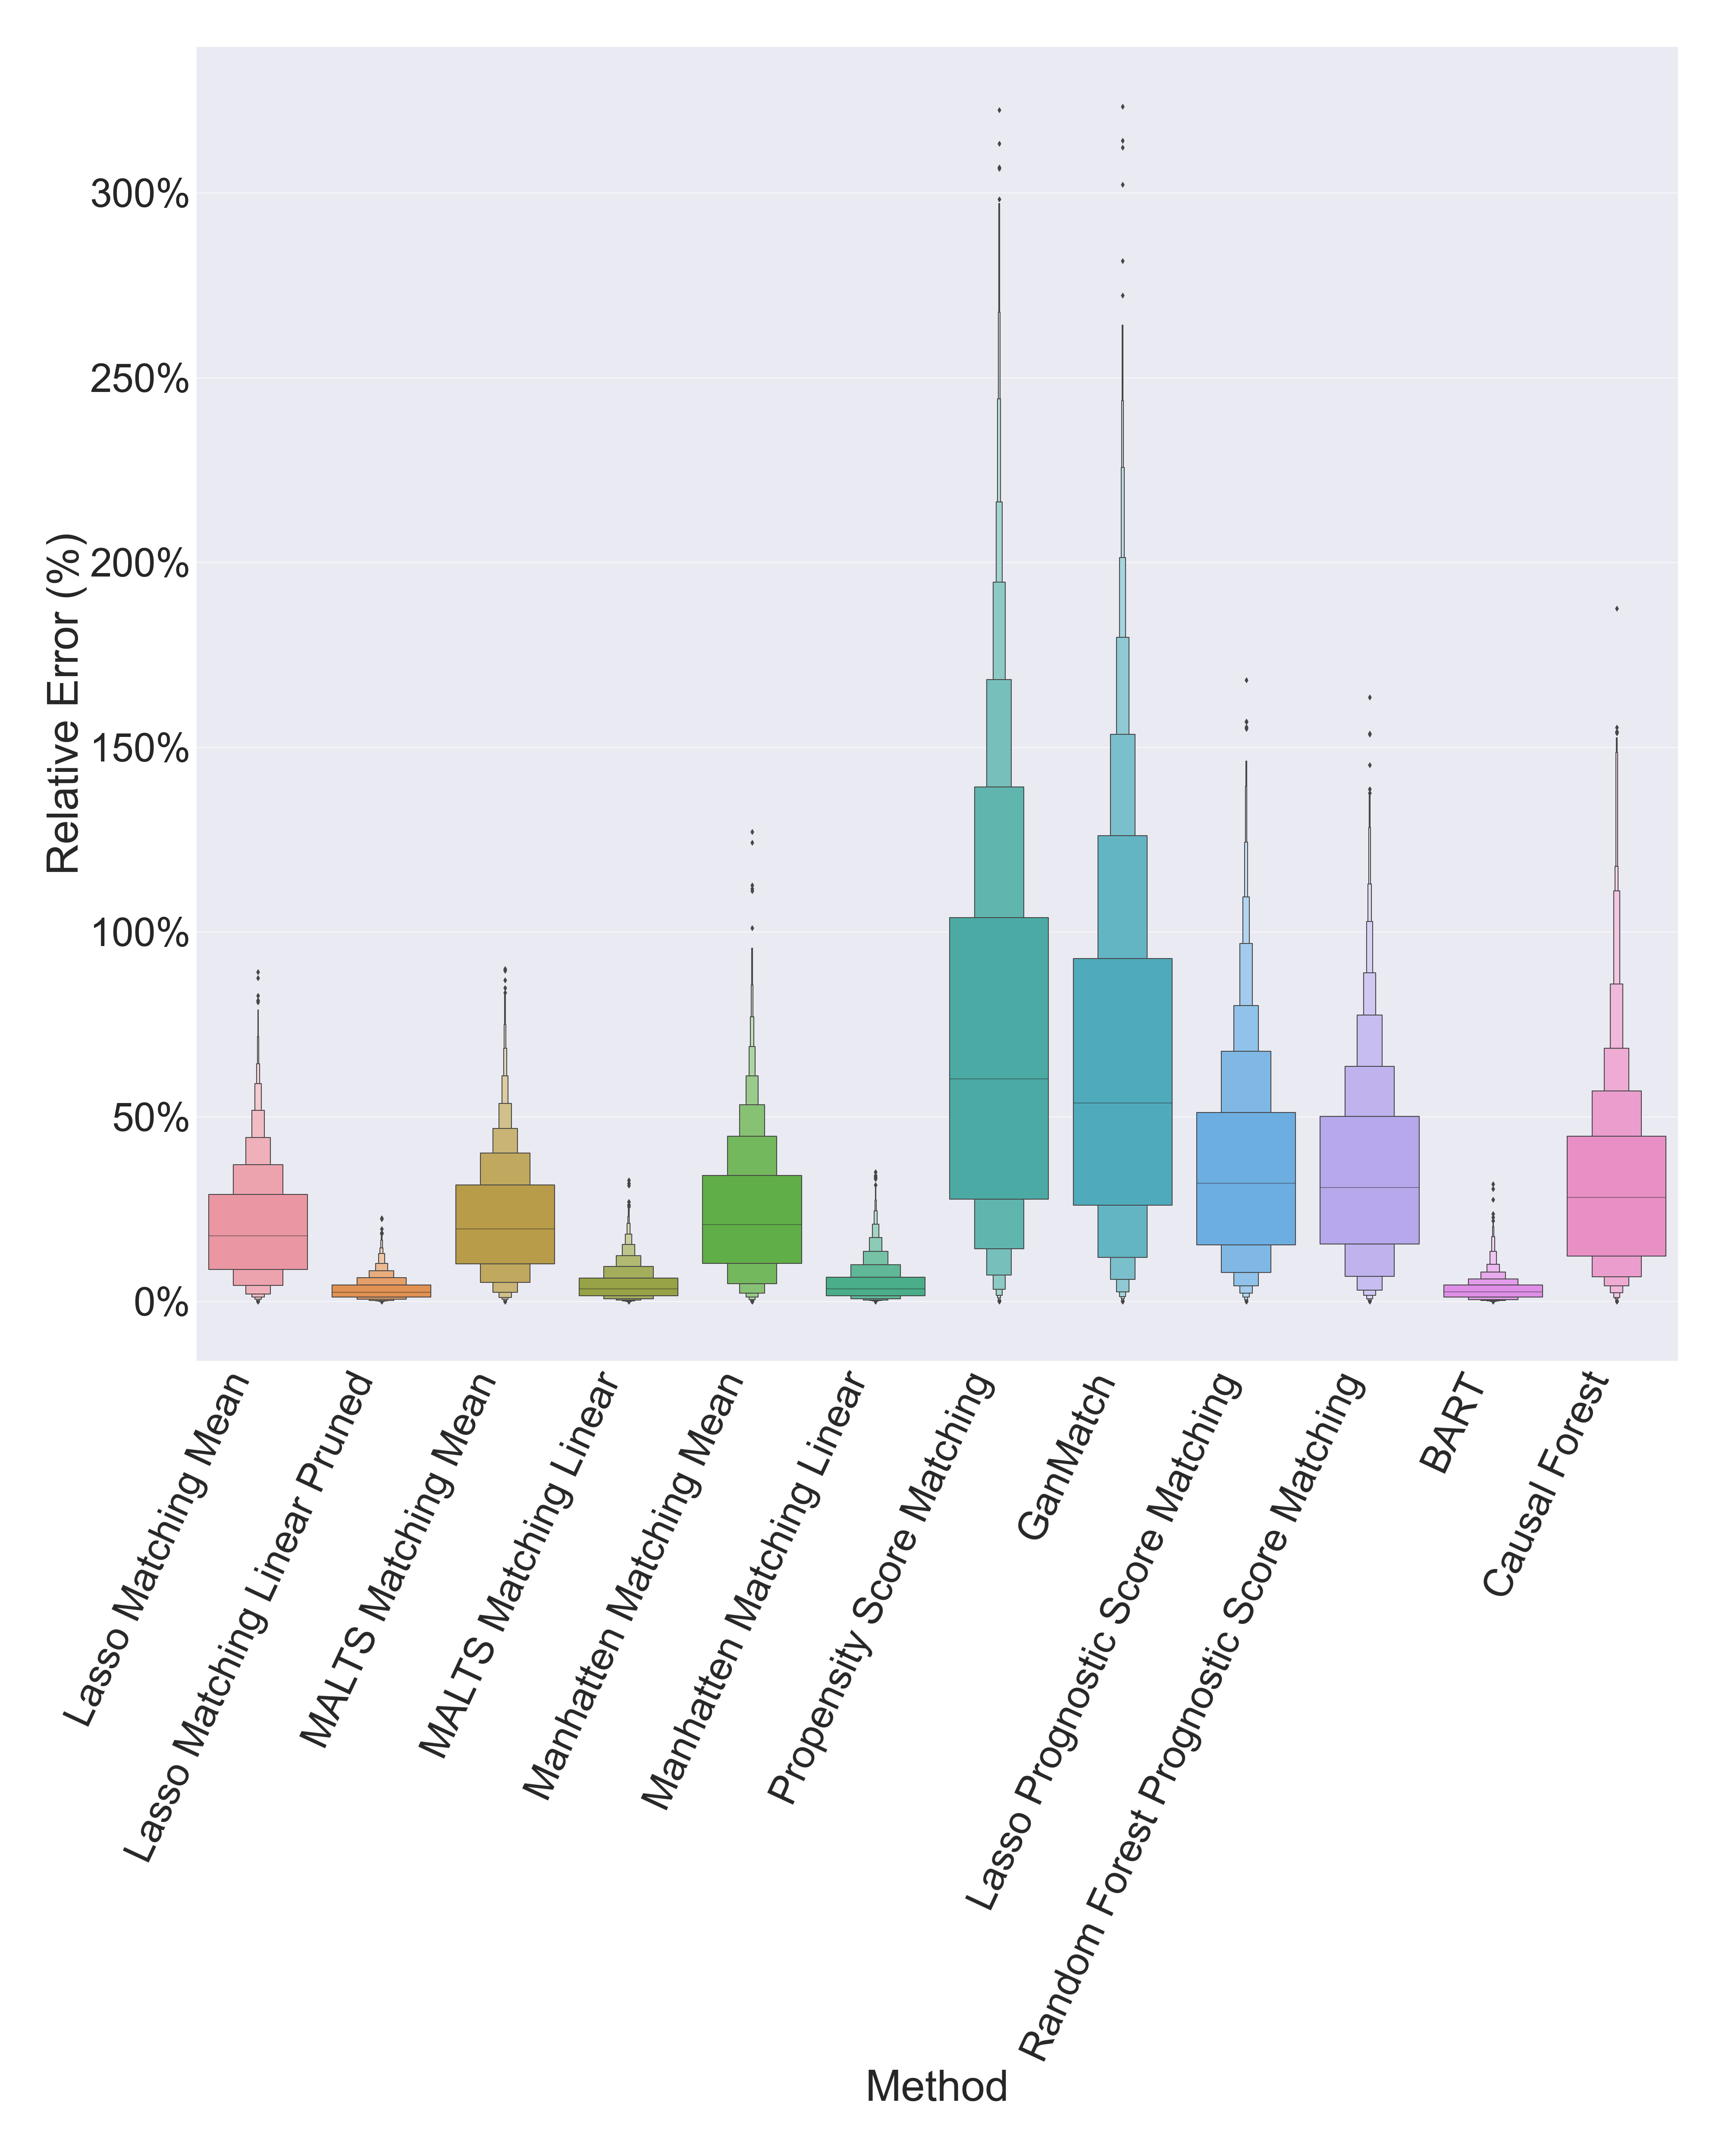 Relative Error (%)
300%
250%
200%
150%
100%
50%
0%
Lasso Matching Mean
Lasso Matching Linear Pruned
MALTS Matching Mean
MALTS Matching Linear
Manhatten Matching Mean
Manhatten Matching Linear
Propensity Score Matching
GanMatch
Lasso Prognostic Score Matching
Random Forest Prognostic Score Matching
BART
Causal Forest
Method